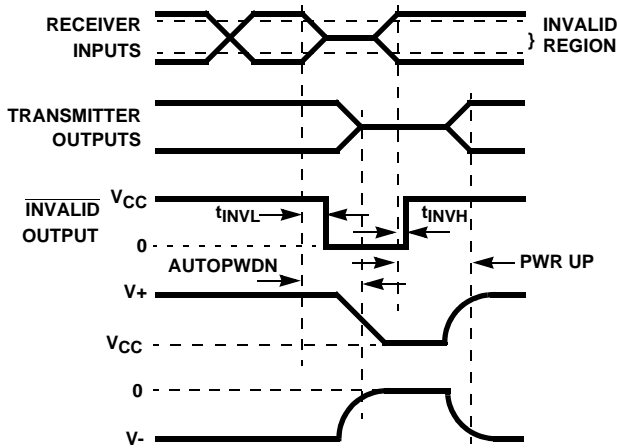 RECEIVER
INPUTS
} INVALID
REGION
TRANSMITTER
OUTPUTS
INVALID
OUTPUT
VCC
0
tINVL
tINVH
AUTOPWDN
PWR UP
V+
VCC
0
V-